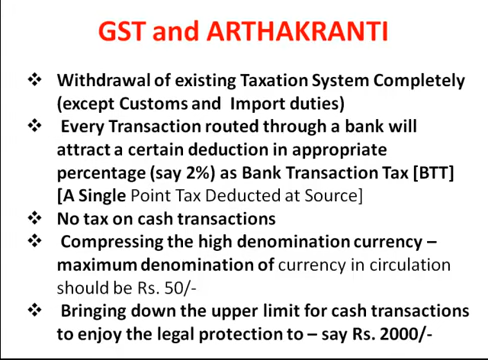 GST and ARTHAKRANTI
❖ Withdrawal of existing Taxation System Completely
(except Customs and Import duties)
❖ Every Transaction routed through a bank will
attract a certain deduction in appropriate
percentage (say 2%) as Bank Transaction Tax [BTT]
[A Single Point Tax Deducted at Source]
❖ No tax on cash transactions
❖ Compressing the high denomination currency –
maximum denomination of currency in circulation
should be Rs. 50/-
❖ Bringing down the upper limit for cash transactions
to enjoy the legal protection to – say Rs. 2000/-